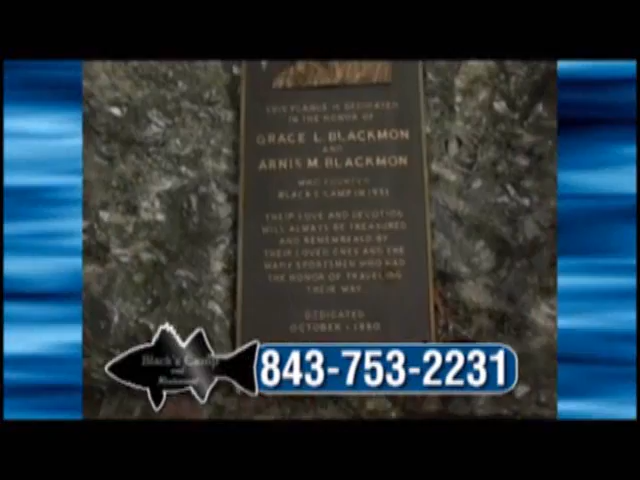 THIS PLAQUE IS DEDICATED
IN THE HONOR OF
GRACE L. BLACKMON
AND
ARNIS M. BLACKMON
WHO FOUNDED
BLACK'S CAMP IN
THEIR LOVE AND DEVOTION
WILL ALWAYS BE TREASURED
AND REMEMBERED BY
THEIR LOVED ONES AND THE
MANY SPORTSMEN WHO HAD
THE HONOR OF TRAVELING
THEIR WAY.
DEDICATED
OCTOBER - 1990
Black's Camp
and
843-753-2231